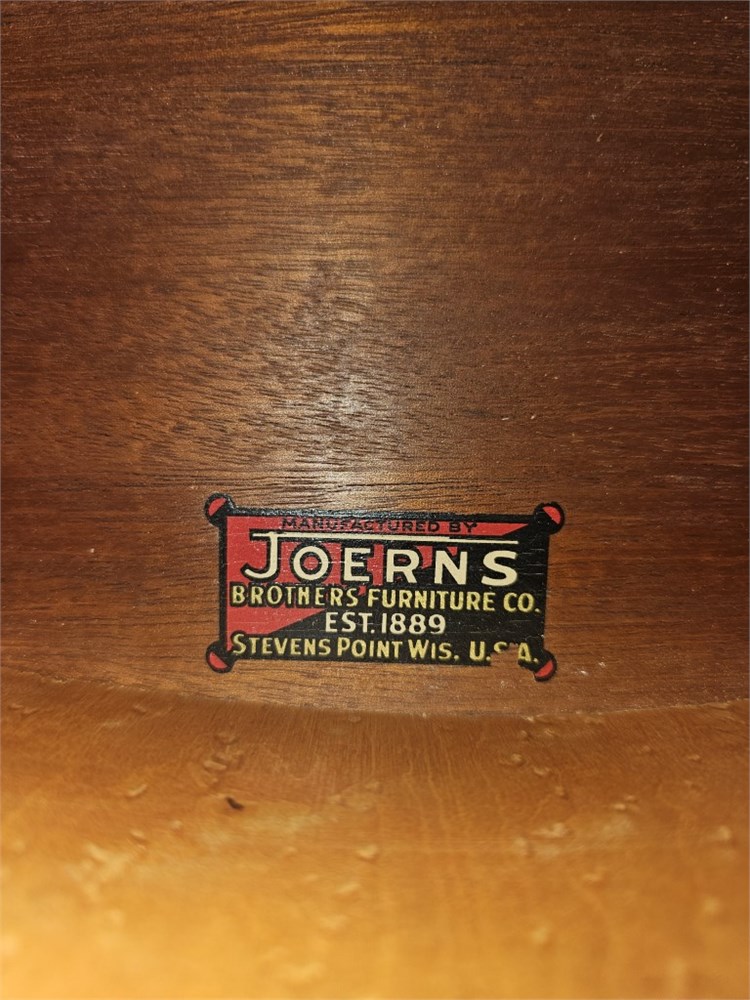 MANUFACTURED BY
JOERNS
BROTHERS FURNITURE CO.
EST. 1889
STEVENS POINT WIS. U.S.A.